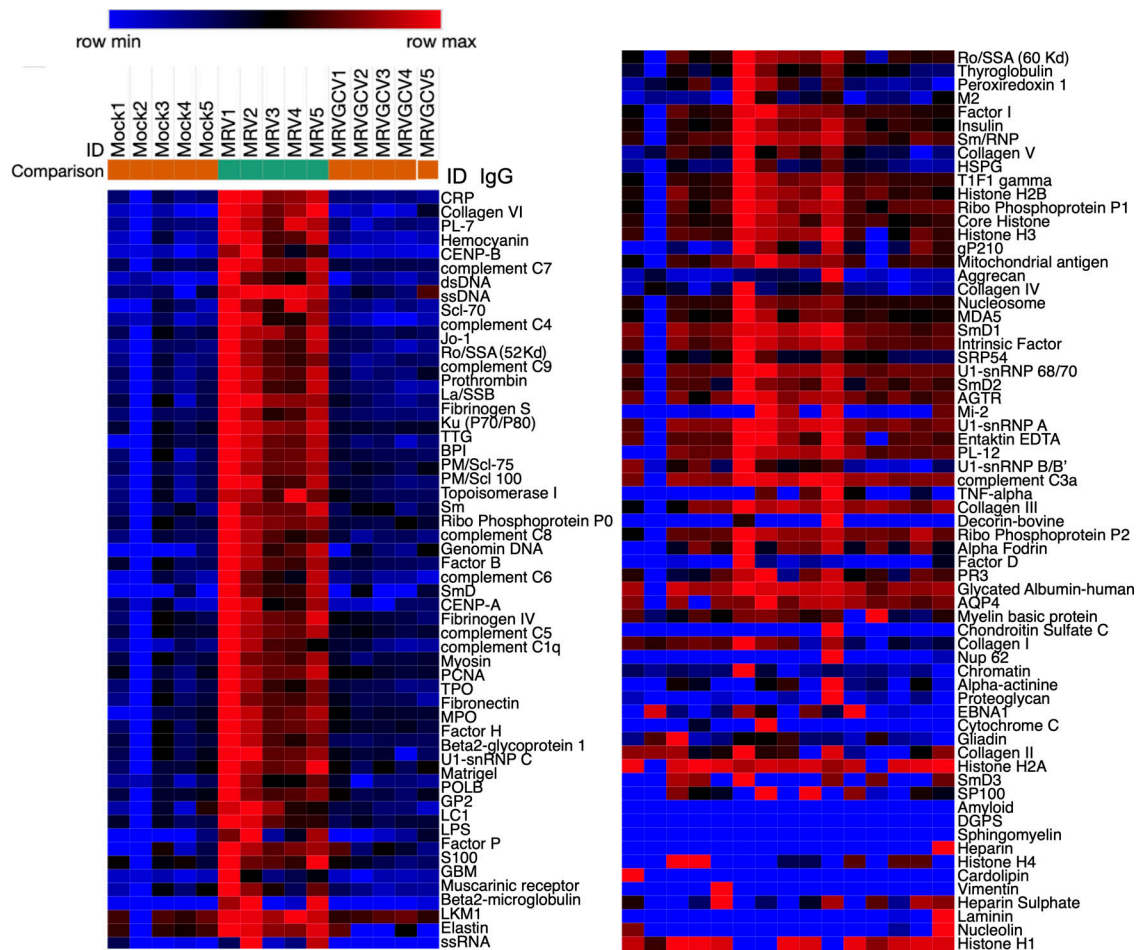 row min
row max
ID
Mock1
Mock2
Mock3
Mock4
Mock5
MRV1
MRV2
MRV3
MRV4
MRV5
MRVGCV1
MRVGCV2
MRVGCV3
MRVGCV4
MRVGCV5
Comparison
ID IgG
CRP
Collagen VI
PL-7
Hemocyanin
CENP-B
complement C7
dsDNA
ssDNA
Scl-70
complement C4
Jo-1
Ro/SSA (52Kd)
complement C9
Prothrombin
La/SSB
Fibrinogen S
Ku (P70/P80)
TTG
BPI
PM/Scl-75
PM/Scl 100
Topoisomerase I
Sm
Ribo Phosphoprotein P0
complement C8
Genomin DNA
Factor B
complement C6
SmD
CENP-A
Fibrinogen IV
complement C5
complement C1q
Myosin
PCNA
TPO
Fibronectin
MPO
Factor H
Beta2-glycoprotein 1
U1-snRNP C
Matrigel
POLB
GP2
LC1
LPS
Factor P
S100
GBM
Muscarinic receptor
Beta2-microglobulin
LKM1
Elastin
ssRNA
Ro/SSA (60 Kd)
Thyroglobulin
Peroxiredoxin 1
M2
Factor I
Insulin
Sm/RNP
Collagen V
HSPG
T1F1 gamma
Histone H2B
Ribo Phosphoprotein P1
Core Histone
Histone H3
gP210
Mitochondrial antigen
Aggrecan
Collagen IV
Nucleosome
MDA5
SmD1
Intrinsic Factor
SRP54
U1-snRNP 68/70
SmD2
AGTR
Mi-2
U1-snRNP A
Entaktin EDTA
PL-12
U1-snRNP B/B'
complement C3a
TNF-alpha
Collagen III
Decorin-bovine
Ribo Phosphoprotein P2
Alpha Fodrin
Factor D
PR3
Glycated Albumin-human
AQP4
Myelin basic protein
Chondroitin Sulfate C
Collagen I
Nup 62
Chromatin
Alpha-actinine
Proteoglycan
EBNA1
Cytochrome C
Gliadin
Collagen II
Histone H2A
SmD3
SP100
Amyloid
DGPS
Sphingomyelin
Heparin
Histone H4
Cardolipin
Vimentin
Heparin Sulphate
Laminin
Nucleolin
Histone H1